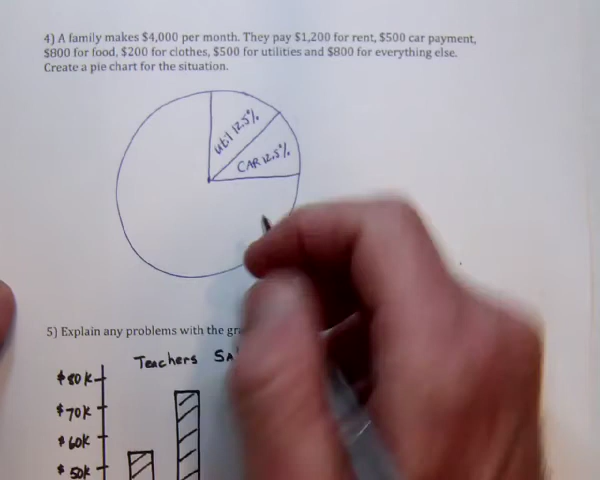 4) A family makes $4,000 per month. They pay $1,200 for rent, $500 car payment,
$800 for food, $200 for clothes, $500 for utilities and $800 for everything else.
Create a pie chart for the situation.
Util 12.5%
CAR 12.5%
5) Explain any problems with the
Teachers
$80k
$70k
$60k
$50k